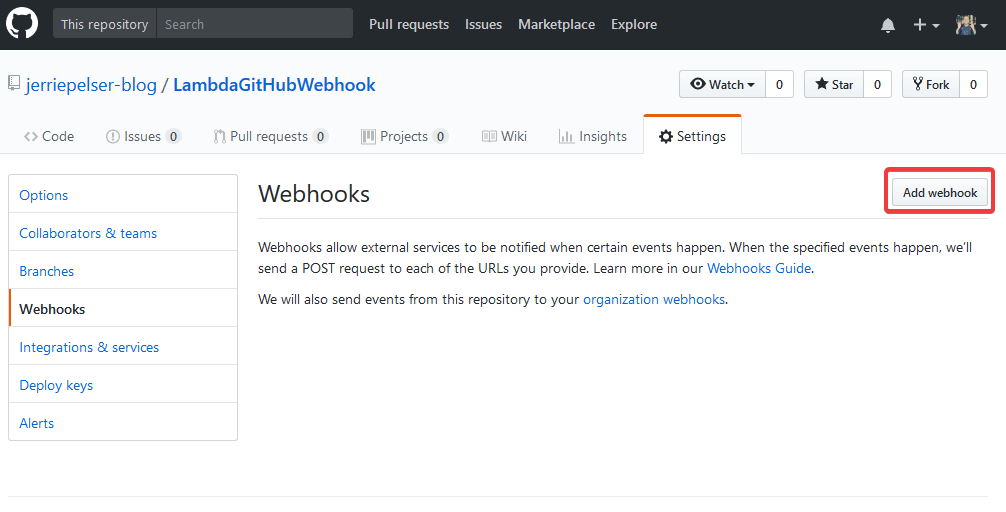 This repository Search Pull requests Issues Marketplace Explore
jerriepelser-blog / LambdaGitHubWebhook
Watch 0 Star 0 Fork 0
Code Issues 0 Pull requests 0 Projects 0 Wiki Insights Settings
Options
Collaborators & teams
Branches
Webhooks
Integrations & services
Deploy keys
Alerts
Webhooks
Add webhook
Webhooks allow external services to be notified when certain events happen. When the specified events happen, we'll
send a POST request to each of the URLs you provide. Learn more in our Webhooks Guide.
We will also send events from this repository to your organization webhooks.